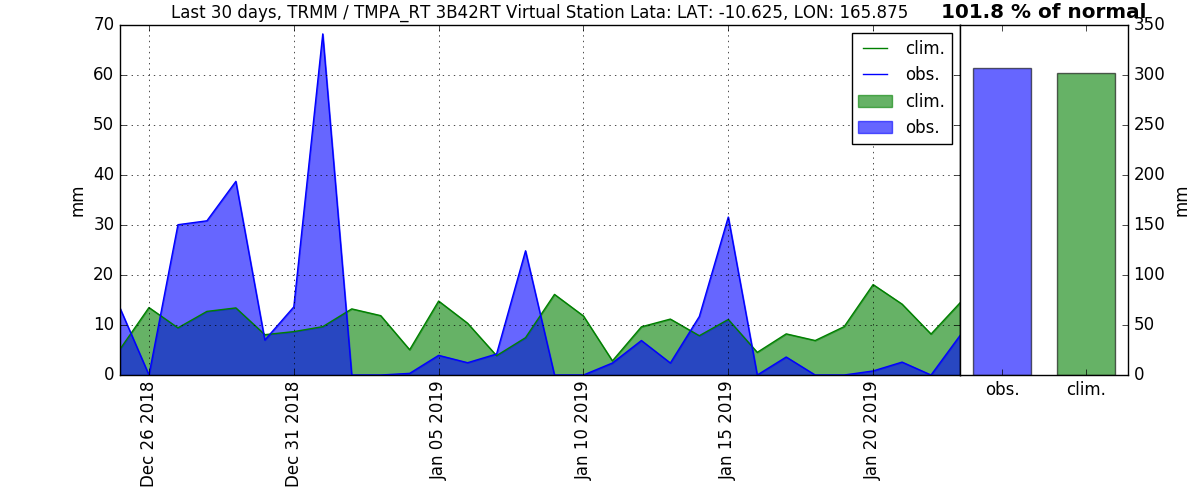 Last 30 days, TRMM / TMPA_RT 3B42RT Virtual Station Lata: LAT: -10.625, LON: 165.875
101.8 % of normal
70
60
50
40
30
20
10
0
mm
clim.
obs.
clim.
obs.
Dec 26 2018
Dec 31 2018
Jan 05 2019
Jan 10 2019
Jan 15 2019
Jan 20 2019
350
300
250
200
150
100
50
0
mm
obs.
clim.